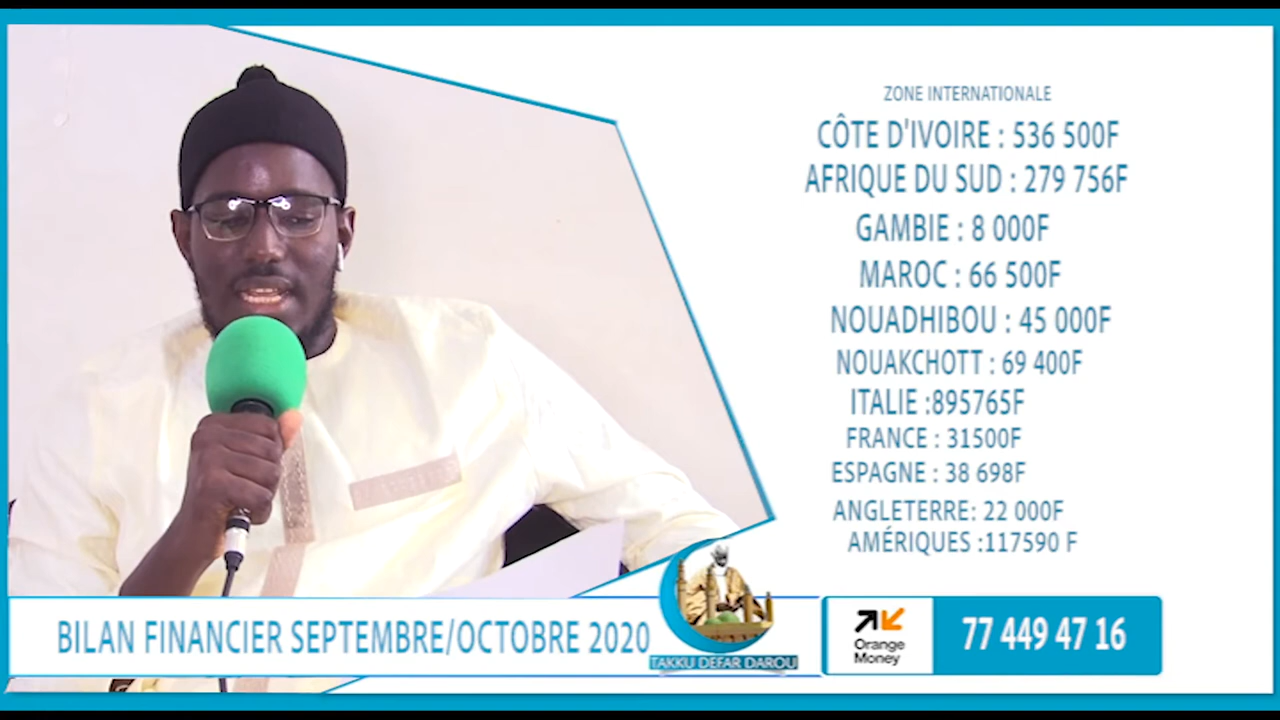 ZONE INTERNATIONALE
CÔTE D'IVOIRE : 536 500F
AFRIQUE DU SUD : 279 756F
GAMBIE : 8 000F
MAROC : 66 500F
NOUADHIBOU : 45 000F
NOUAKCHOTT : 69 400F
ITALIE :895765F
FRANCE : 31500F
ESPAGNE : 38 698F
ANGLETERRE: 22 000F
AMÉRIQUES :117590 F
BILAN FINANCIER SEPTEMBRE/OCTOBRE 2020
TAKKU DEFAR DAROU
Orange
Money
77 449 47 16